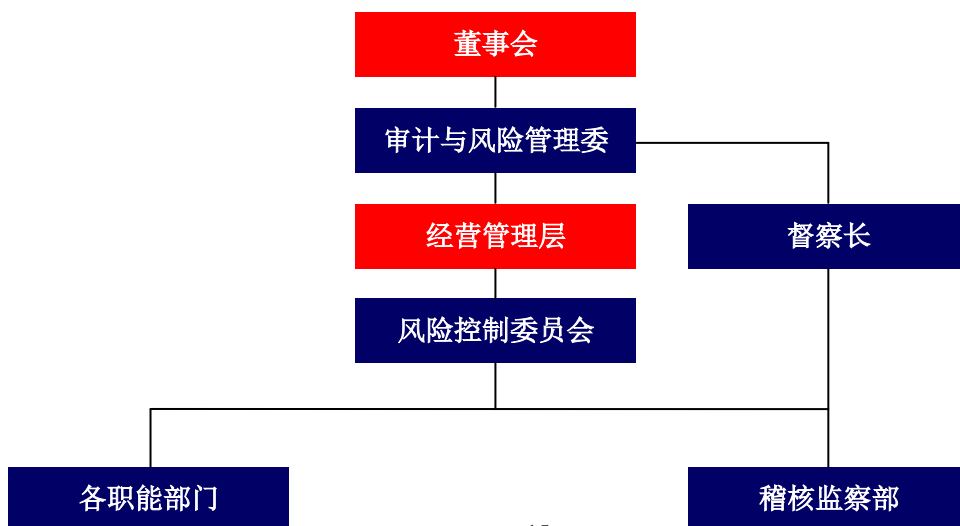 董事会
审计与风险管理委
经营管理层
督察长
风险控制委员会
各职能部门
稽核监察部